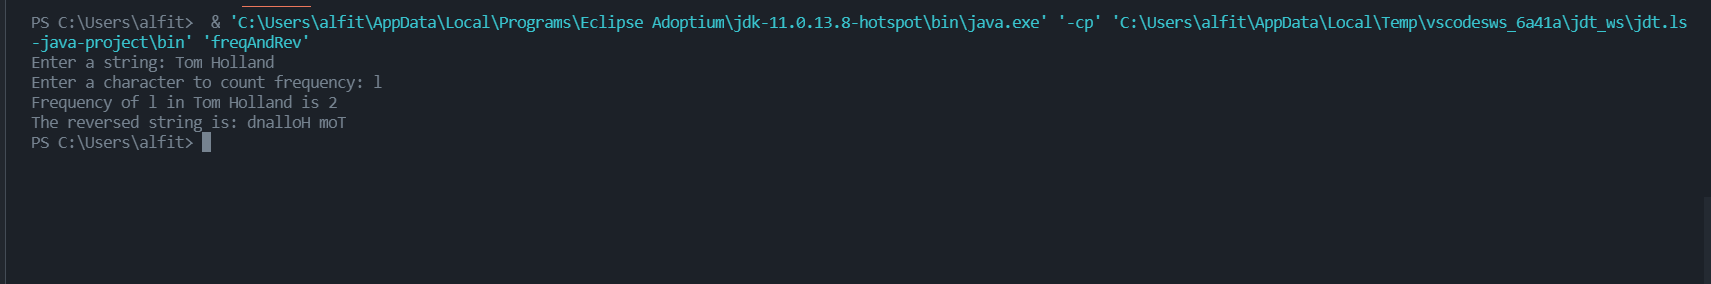 PS C:\Users\alfit>  & 'C:\Users\alfit\AppData\Local\Programs\Eclipse Adoptium\jdk-11.0.13.8-hotspot\bin\java.exe' '-cp' 'C:\Users\alfit\AppData\Local\Temp\vscodesws_6a41a\jdt_ws\jdt.ls
-java-project\bin' 'freqAndRev'
Enter a string: Tom Holland
Enter a character to count frequency: l
Frequency of l in Tom Holland is 2
The reversed string is: dnalloH moT
PS C:\Users\alfit>